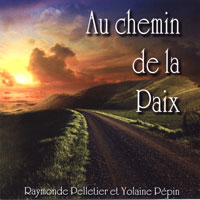 Au chemin
de la
Paix
Raymonde Pelletier et Yolaine Pépin